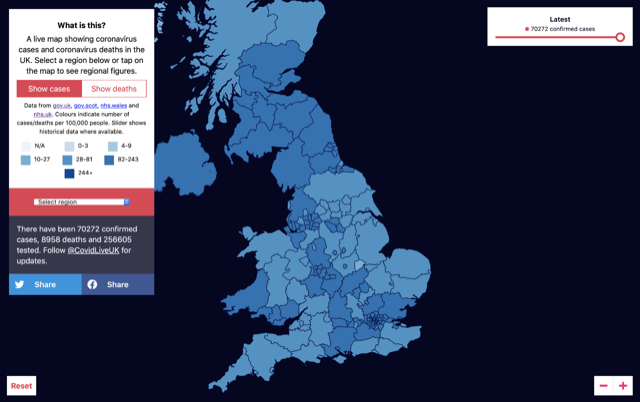 What is this?
A live map showing coronavirus
cases and coronavirus deaths in the
UK. Select a region below or tap on
the map to see regional figures.
Show cases Show deaths
Data from gov.uk, gov.scot, nhs.wales and
nhs.uk. Colours indicate number of
cases/deaths per 100,000 people. Slider shows
historical data where available.
N/A 0-3 4-9
10-27 28-81 82-243
244+
Select region
There have been 70272 confirmed
cases, 8958 deaths and 256605
tested. Follow @CovidLiveUK for
updates.
Share Share
Latest
70272 confirmed cases
Reset
− +